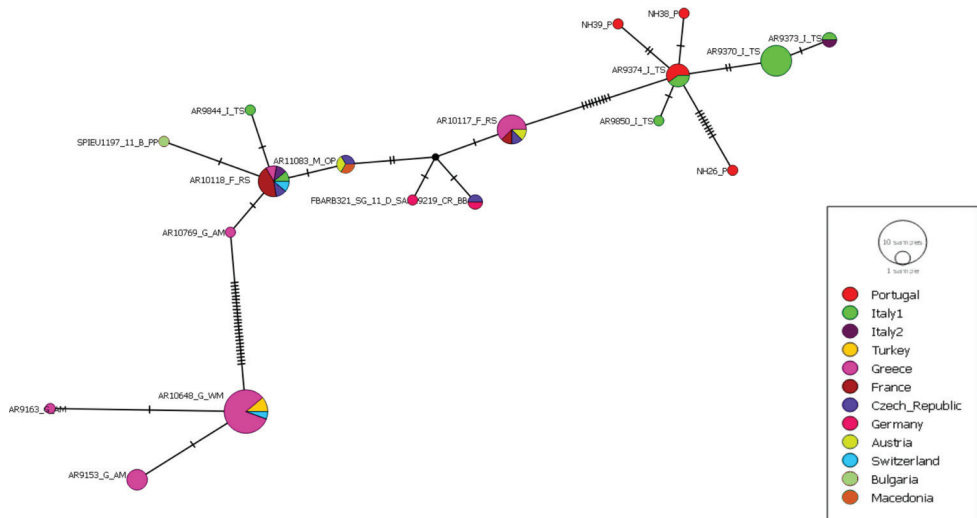 NH38_P
NH39_P
AR9373_I_TS
AR9370_I_TS
AR9374_I_TS
AR9844_I_TS
AR10117_F_RS
AR9850_I_TS
SPIEU1197_11_B_PP
AR11083_M_OP
NH26_P
AR10118_F_RS
FBARB321_SG_11_D_SA 9219_CR_BB
AR10769_G_AM
10 samples
1 sample
Portugal
Italy1
Italy2
Turkey
Greece
France
Czech_Republic
Germany
Austria
Switzerland
Bulgaria
Macedonia
AR10648_G_WM
AR9163_G_AM
AR9153_G_AM